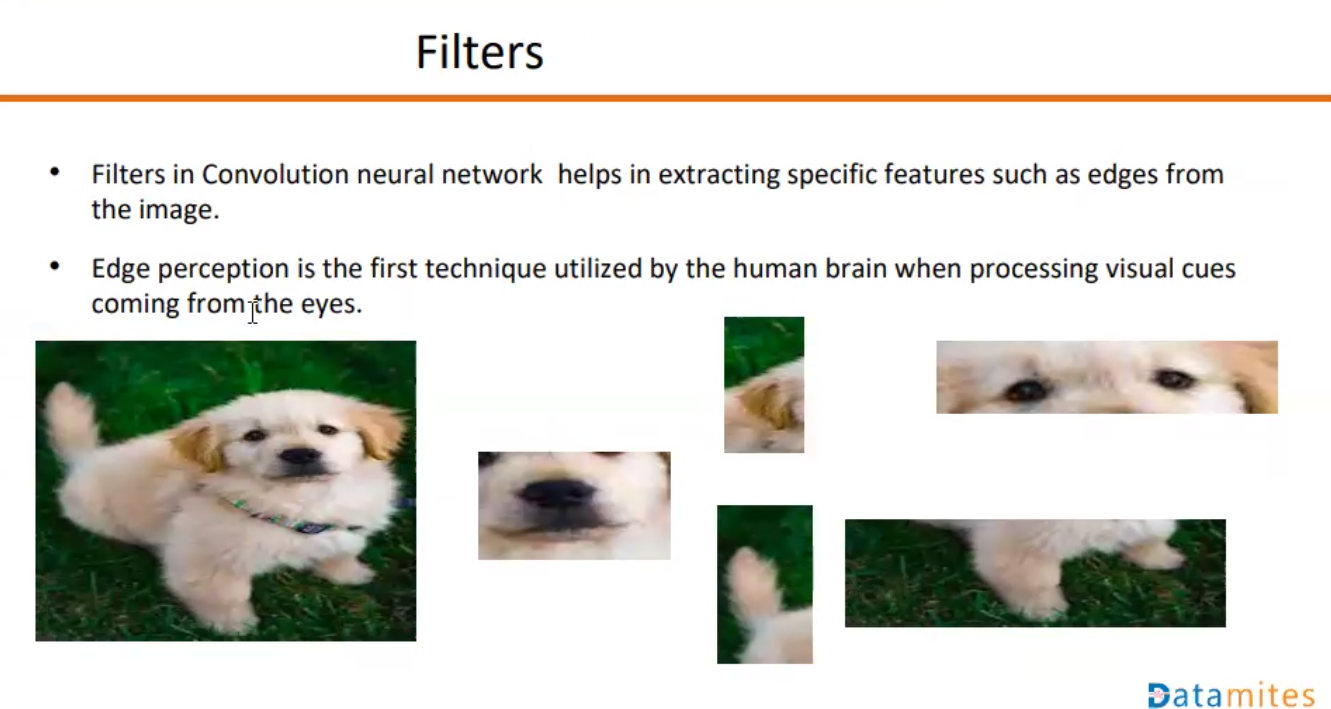 Filters
• Filters in Convolution neural network  helps in extracting specific features such as edges from
the image.
• Edge perception is the first technique utilized by the human brain when processing visual cues
coming from the eyes.
Datamites